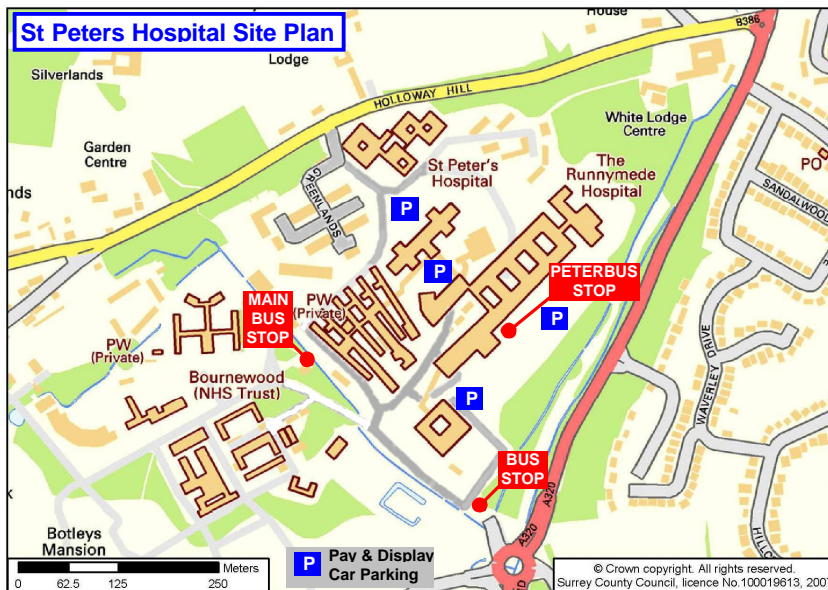 St Peters Hospital Site Plan
House
B386
Lodge
Silverlands
HOLLOWAY HILL
White Lodge
Centre
Garden
Centre
GREENLANDS
St Peter's
Hospital
The
Runnymede
Hospital
PO
SANDALWOOD
nds
P
P
PETERBUS
STOP
P
MAIN
BUS
STOP
PW
(Private)
PW
(Private)
WAVERLEY DRIVE
Bournewood
(NHS Trust)
P
BUS
STOP
A320
A320
HILLC
Botleys
Mansion
P Pay & Display
Car Parking
Meters
0 62.5 125 250
© Crown copyright. All rights reserved.
Surrey County Council, licence No.100019613, 2007